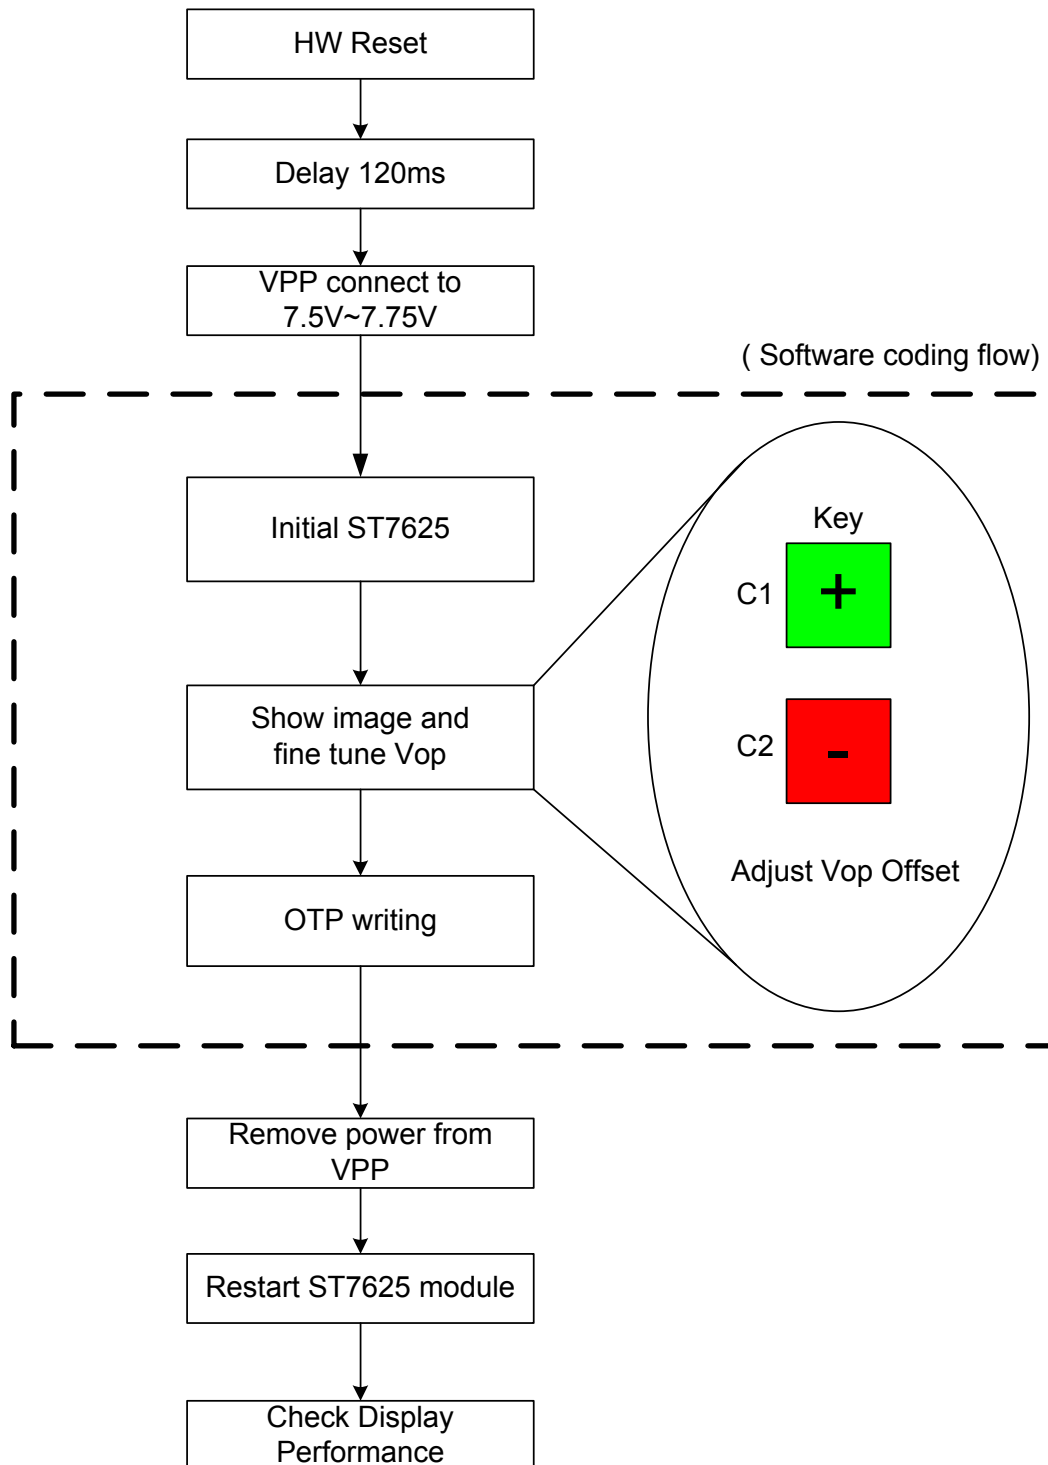 HW Reset
Delay 120ms
VPP connect to
7.5V~7.75V
( Software coding flow)
Initial ST7625
Key
C1
+
Show image and
fine tune Vop
C2
-
Adjust Vop Offset
OTP writing
Remove power from
VPP
Restart ST7625 module
Check Display
Performance